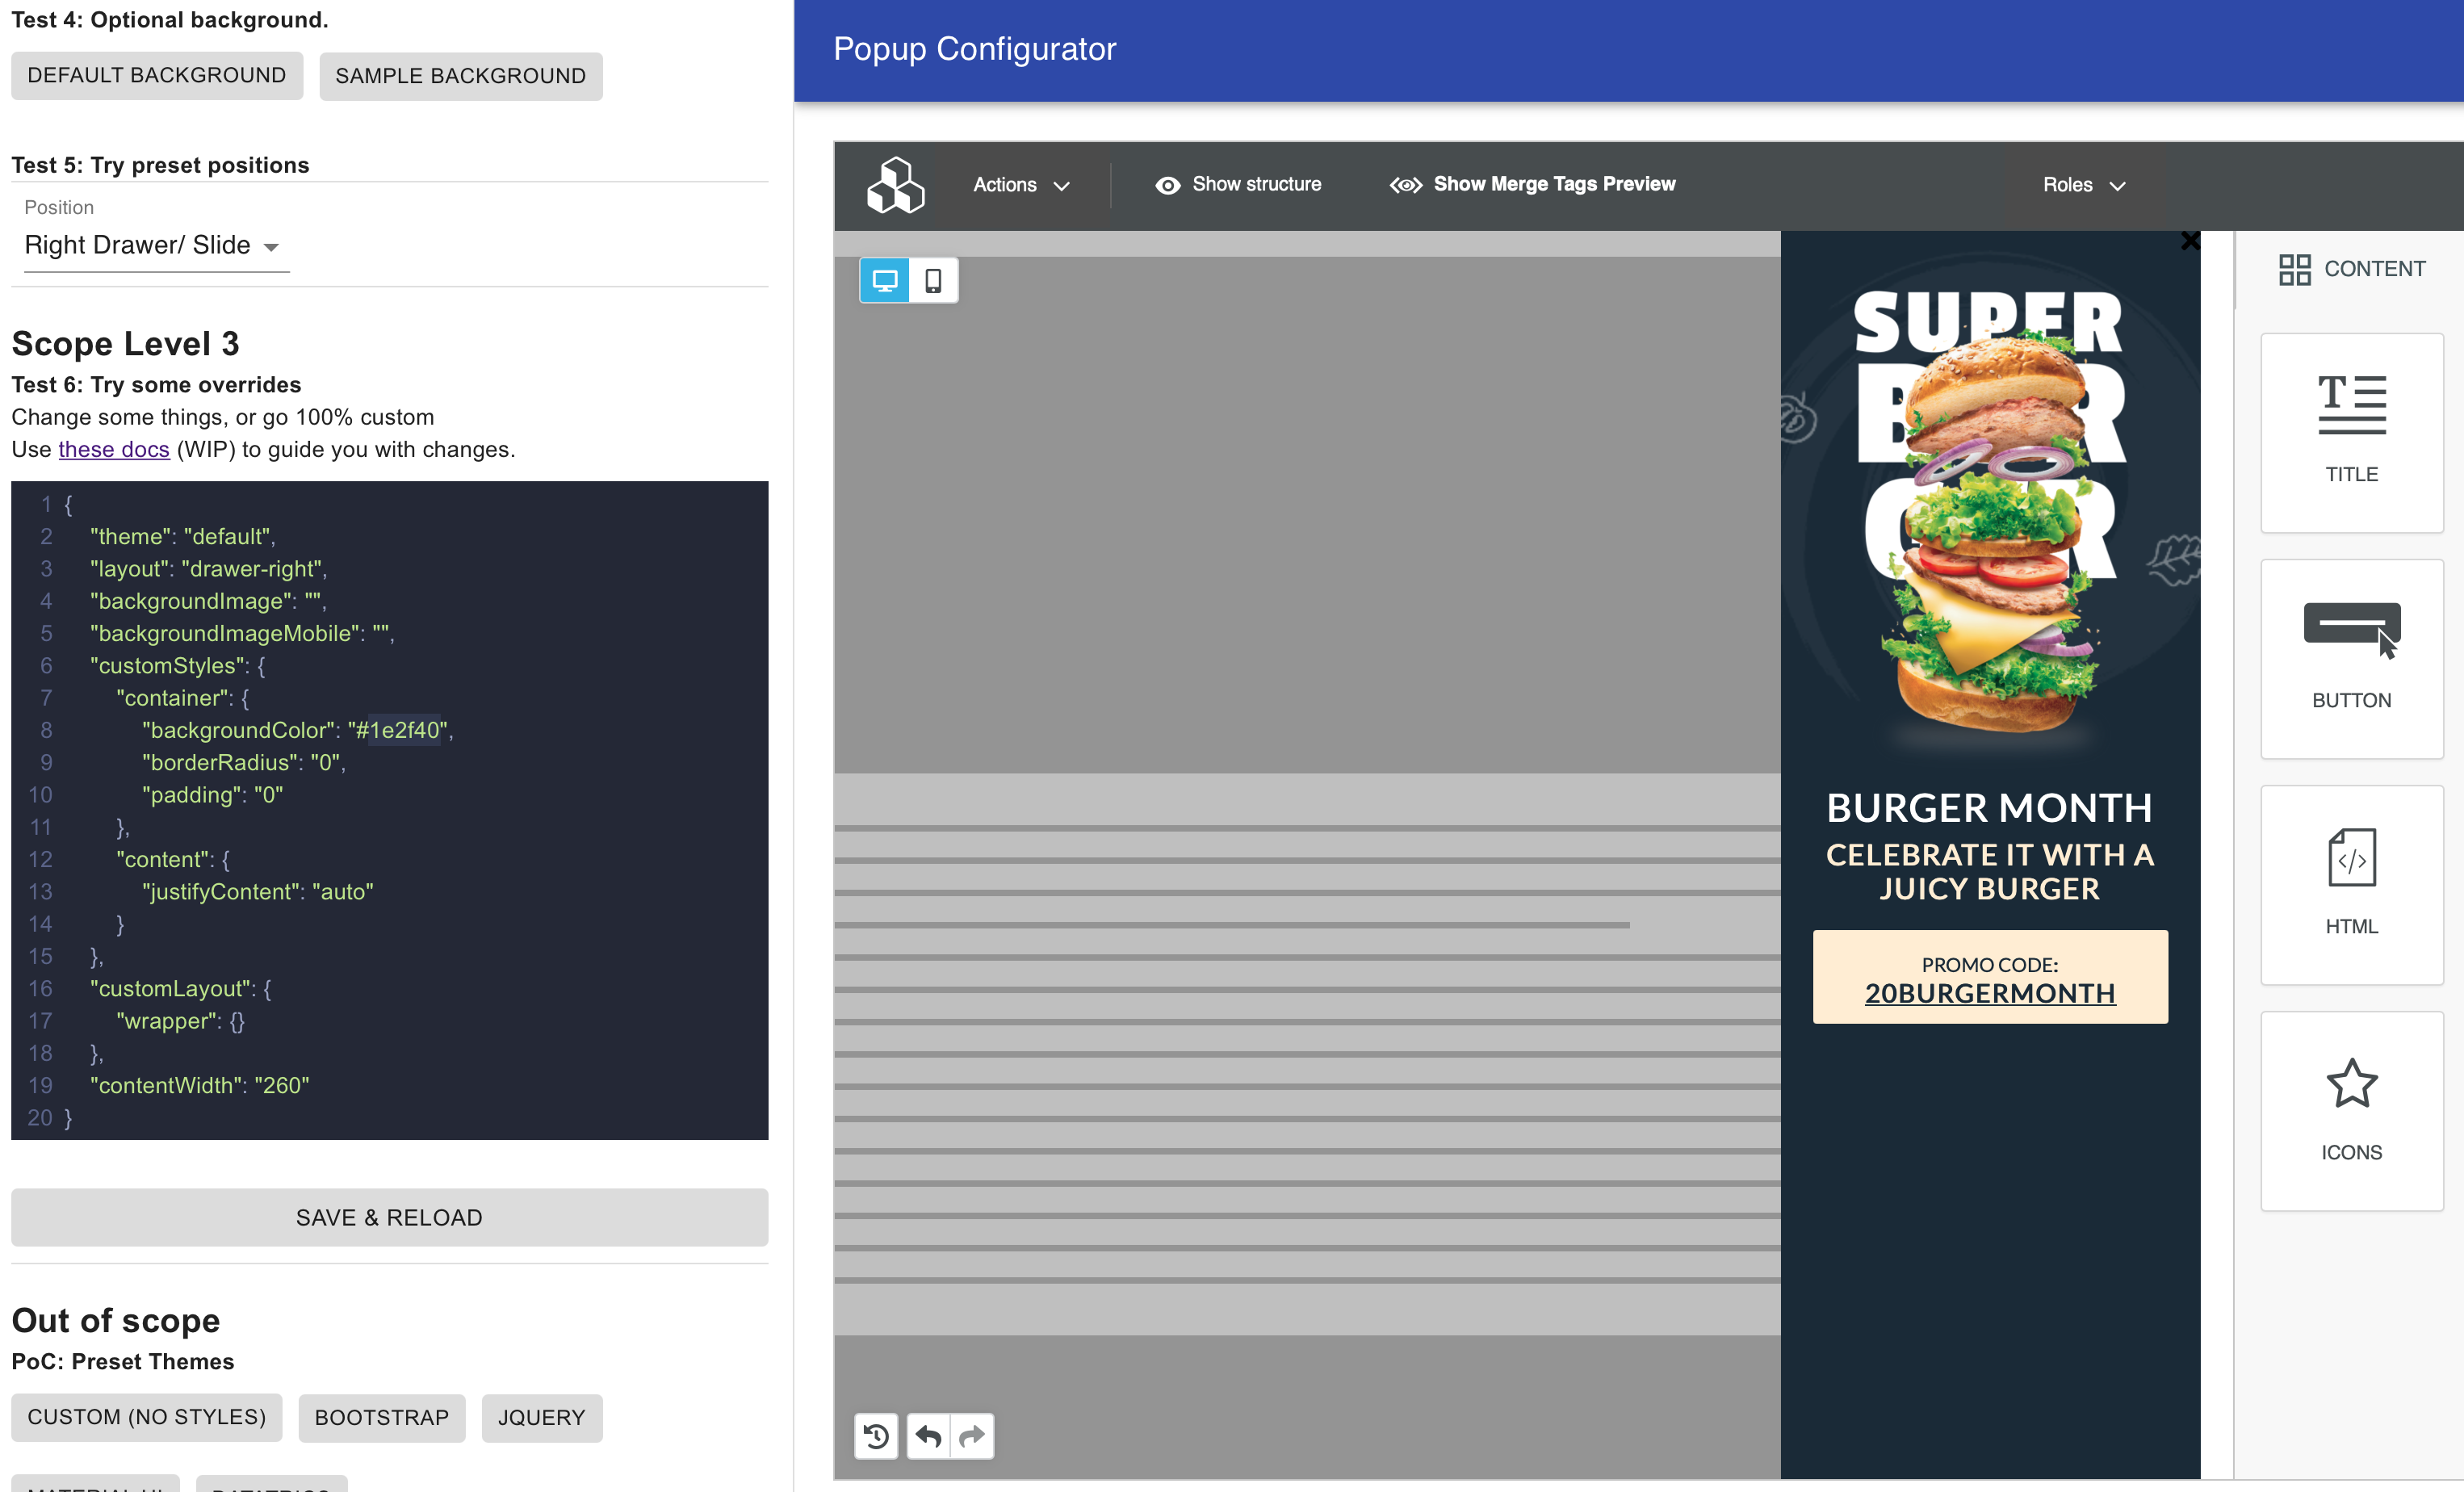 Test 4: Optional background.
DEFAULT BACKGROUND
SAMPLE BACKGROUND
Test 5: Try preset positions
Position
Right Drawer/ Slide
Scope Level 3
Test 6: Try some overrides
Change some things, or go 100% custom
Use these docs (WIP) to guide you with changes.
1 {
2 "theme": "default",
3 "layout": "drawer-right",
4 "backgroundImage": "",
5 "backgroundImageMobile": "",
6 "customStyles": {
7 "container": {
8 "backgroundColor": "#1e2f40",
9 "borderRadius": "0",
10 "padding": "0"
11 },
12 "content": {
13 "justifyContent": "auto"
14 }
15 },
16 "customLayout": {
17 "wrapper": {}
18 },
19 "contentWidth": "260"
20 }
SAVE & RELOAD
Out of scope
PoC: Preset Themes
CUSTOM (NO STYLES)
BOOTSTRAP
JQUERY
Popup Configurator
Actions
Show structure
Show Merge Tags Preview
Roles
SUPER
BURGER MONTH
CELEBRATE IT WITH A
JUICY BURGER
PROMO CODE:
20BURGERMONTH
CONTENT
TITLE
BUTTON
HTML
ICONS